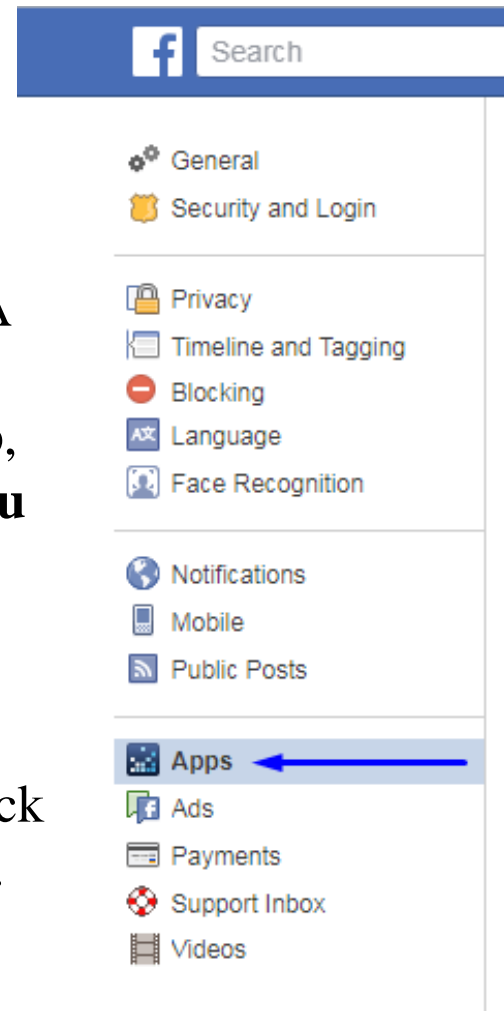 f Search
General
Security and Login
Privacy
Timeline and Tagging
Blocking
Language
Face Recognition
Notifications
Mobile
Public Posts
Apps
Ads
Payments
Support Inbox
Videos